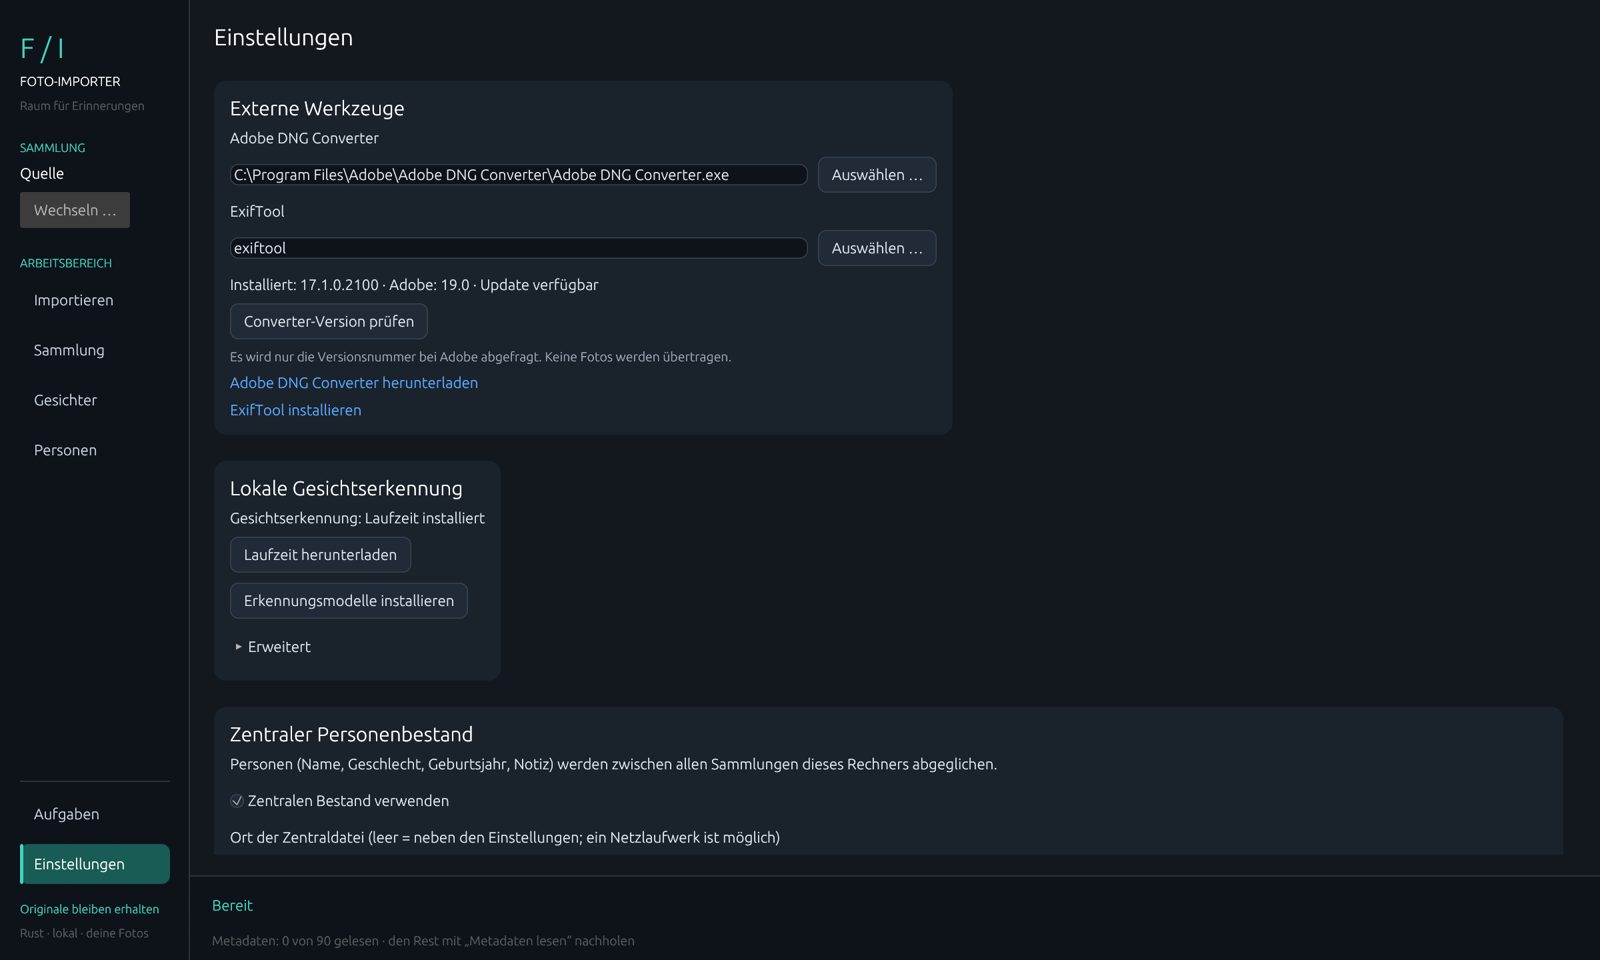 F / I
FOTO-IMPORTER
Raum für Erinnerungen
SAMMLUNG
Quelle
Wechseln …
ARBEITSBEREICH
Importieren
Sammlung
Gesichter
Personen
Aufgaben
Einstellungen
Originale bleiben erhalten
Rust · lokal · deine Fotos
Einstellungen
Externe Werkzeuge
Adobe DNG Converter
C:\Program Files\Adobe\Adobe DNG Converter\Adobe DNG Converter.exe
Auswählen …
ExifTool
exiftool
Auswählen …
Installiert: 17.1.0.2100 · Adobe: 19.0 · Update verfügbar
Converter-Version prüfen
Es wird nur die Versionsnummer bei Adobe abgefragt. Keine Fotos werden übertragen.
Adobe DNG Converter herunterladen
ExifTool installieren
Lokale Gesichtserkennung
Gesichtserkennung: Laufzeit installiert
Laufzeit herunterladen
Erkennungsmodelle installieren
Erweitert
Zentraler Personenbestand
Personen (Name, Geschlecht, Geburtsjahr, Notiz) werden zwischen allen Sammlungen dieses Rechners abgeglichen.
Zentralen Bestand verwenden
Ort der Zentraldatei (leer = neben den Einstellungen; ein Netzlaufwerk ist möglich)
Bereit
Metadaten: 0 von 90 gelesen · den Rest mit „Metadaten lesen“ nachholen